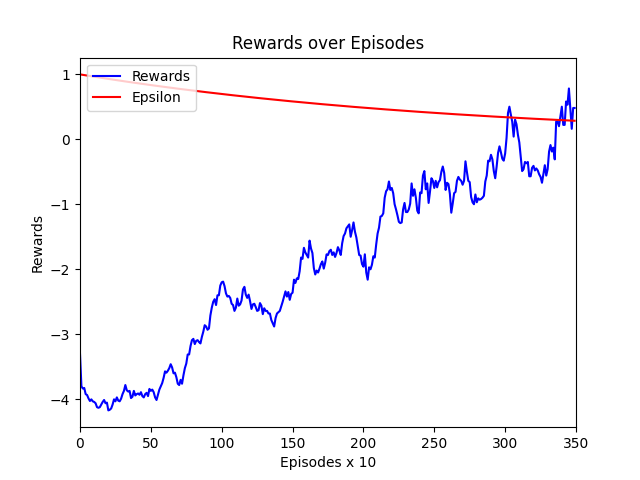 Rewards over Episodes
Rewards
Epsilon
1
0
−1
−2
−3
−4
Rewards
0 50 100 150 200 250 300 350
Episodes x 10